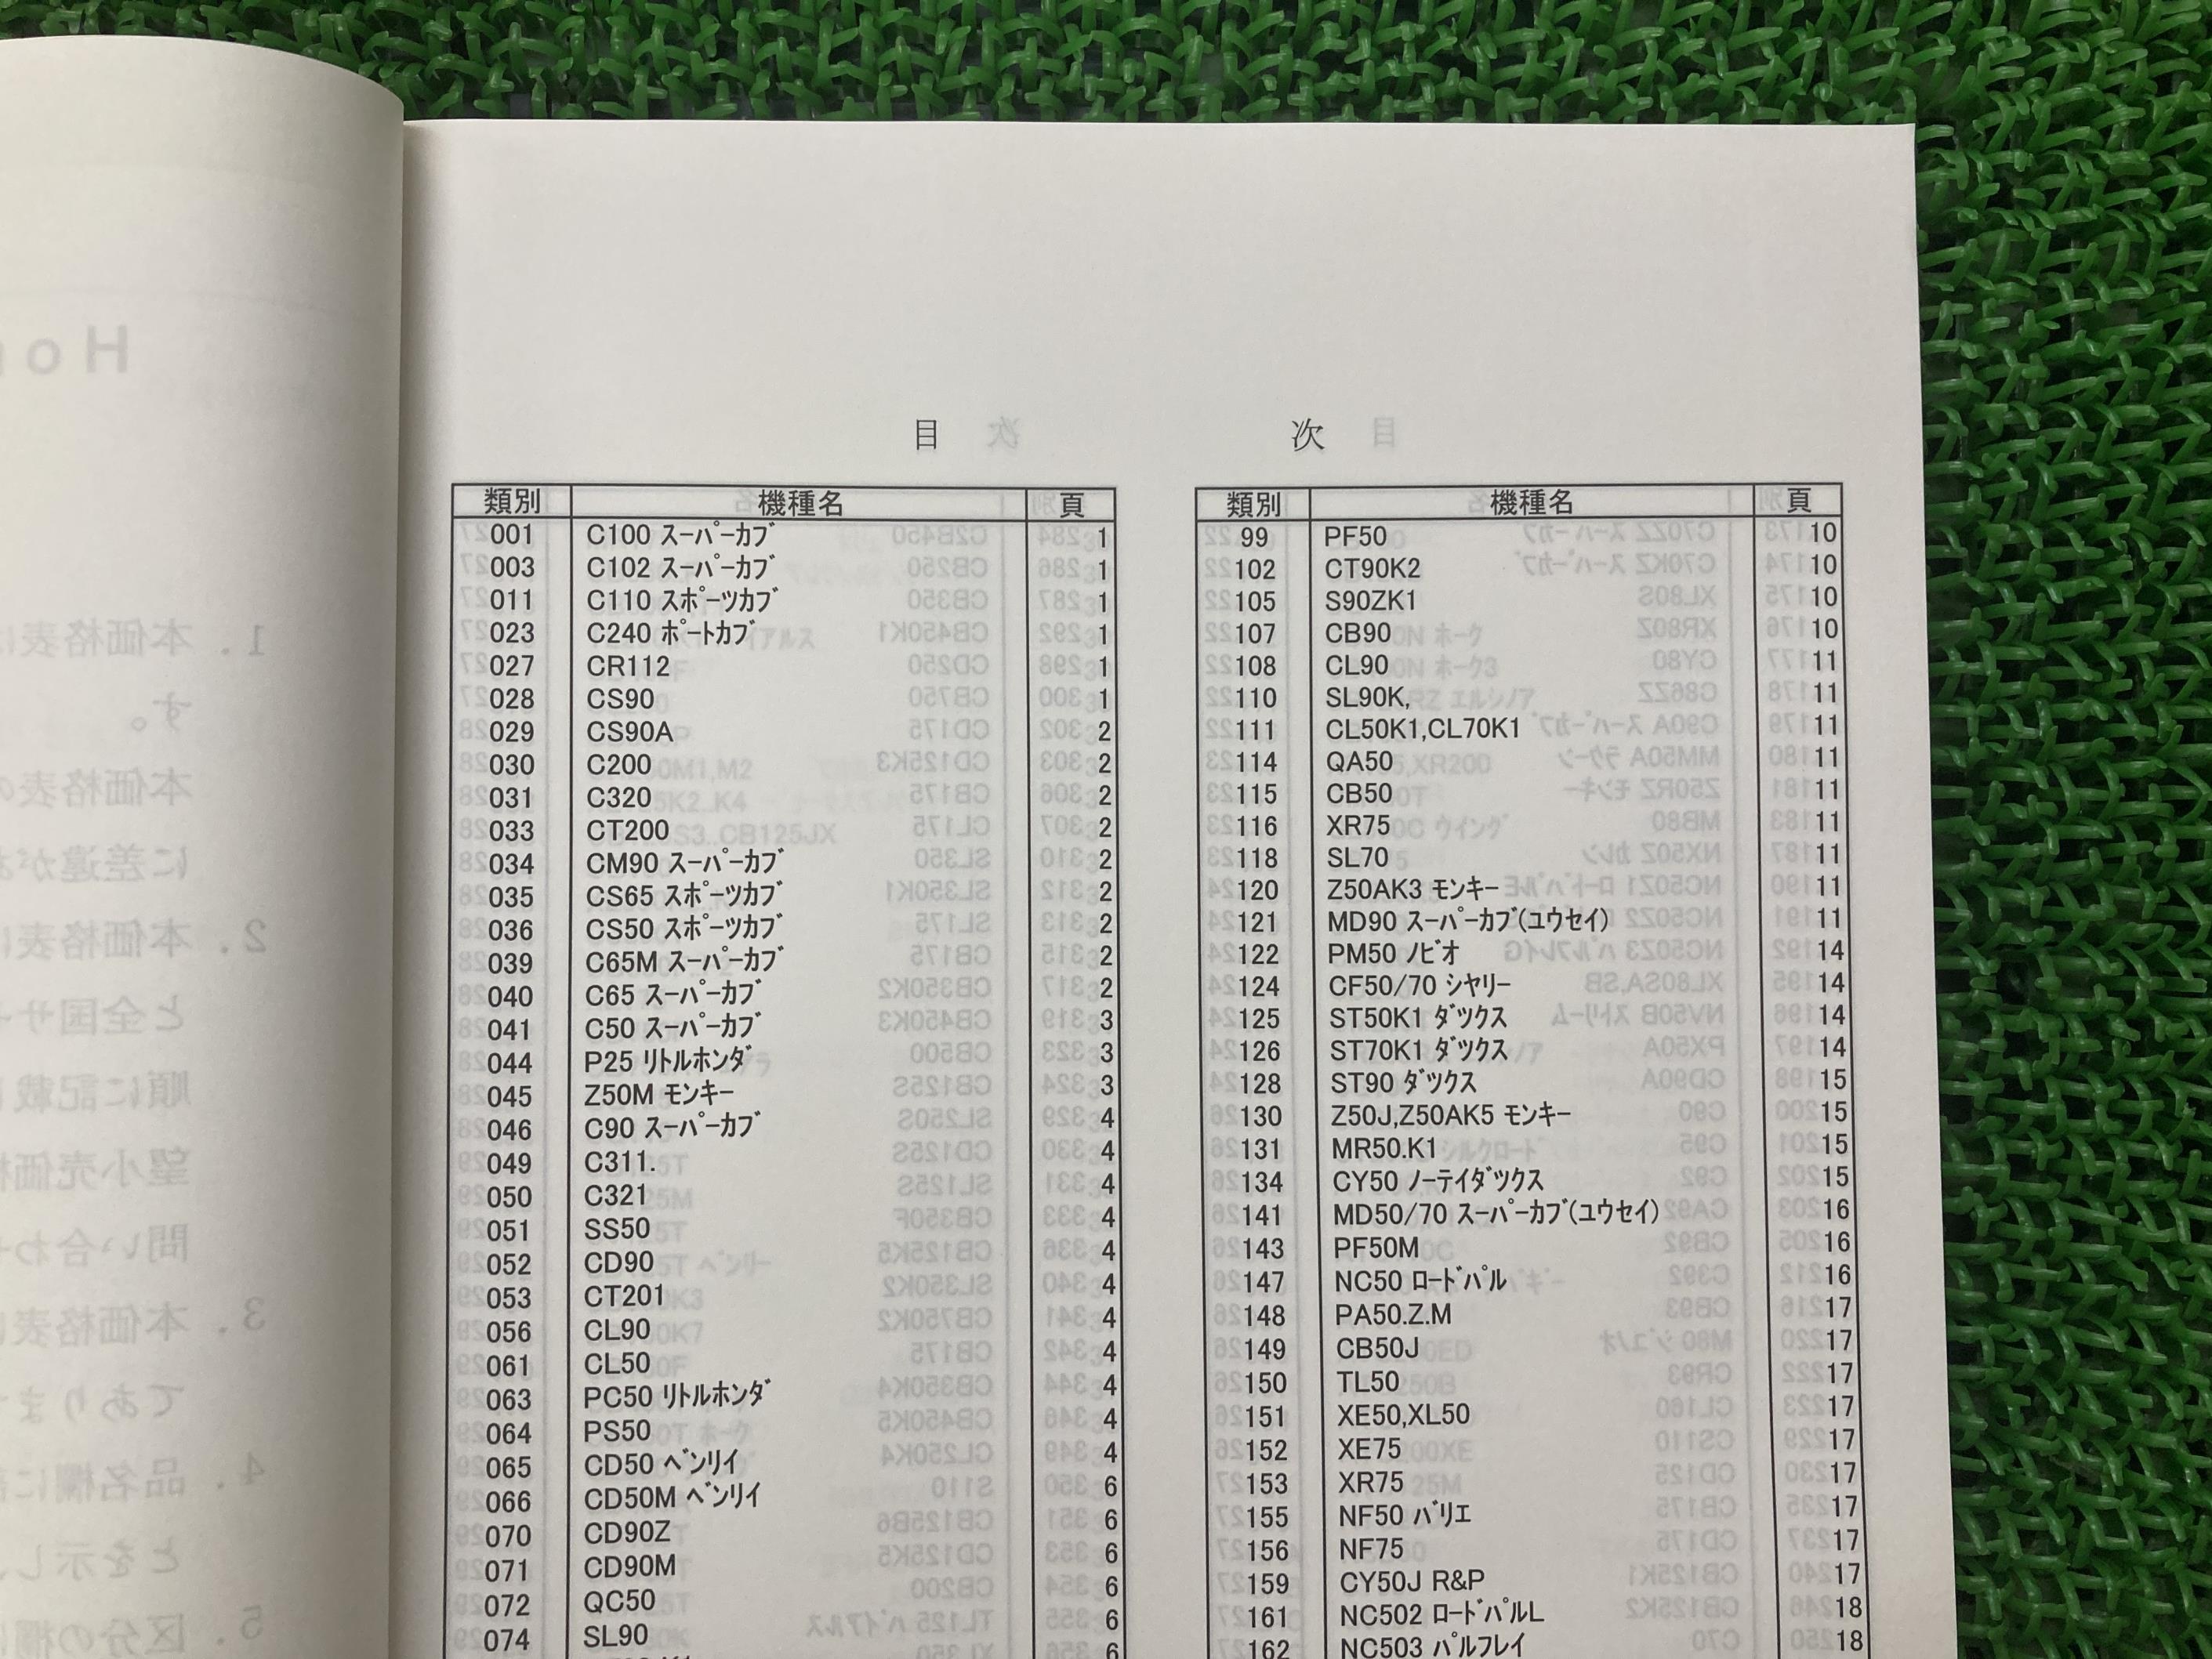 目 次
類別 機種名 頁
001 C100 スーパーカブ 1
003 C102 スーパーカブ 1
011 C110 スポーツカブ 1
023 C240 ポートカブ 1
027 CR112 1
028 CS90 1
029 CS90A 2
030 C200 2
031 C320 2
033 CT200 2
034 CM90 スーパーカブ 2
035 CS65 スポーツカブ 2
036 CS50 スポーツカブ 2
039 C65M スーパーカブ 2
040 C65 スーパーカブ 2
041 C50 スーパーカブ 3
044 P25 リトルホンダ 3
045 Z50M モンキー 3
046 C90 スーパーカブ 4
049 C311. 4
050 C321 4
051 SS50 4
052 CD90 4
053 CT201 4
056 CL90 4
061 CL50 4
063 PC50 リトルホンダ 4
064 PS50 4
065 CD50 ベンリイ 4
066 CD50M ベンリイ 6
070 CD90Z 6
071 CD90M 6
072 QC50 6
074 SL90 6
類別 機種名 頁
99 PF50 10
102 CT90K2 10
105 S90ZK1 10
107 CB90 10
108 CL90 11
110 SL90K, 11
111 CL50K1,CL70K1 11
114 QA50 11
115 CB50 11
116 XR75 11
118 SL70 11
120 Z50AK3 モンキー 11
121 MD90 スーパーカブ(ユウセイ) 11
122 PM50 ノビオ 14
124 CF50/70 シヤリー 14
125 ST50K1 ダツクス 14
126 ST70K1 ダツクス 14
128 ST90 ダツクス 15
130 Z50J,Z50AK5 モンキー 15
131 MR50.K1 15
134 CY50 ノーテイダツクス 15
141 MD50/70 スーパーカブ(ユウセイ) 16
143 PF50M 16
147 NC50 ロードパル 16
148 PA50.Z.M 17
149 CB50J 17
150 TL50 17
151 XE50,XL50 17
152 XE75 17
153 XR75 17
155 NF50 バリエ 17
156 NF75 17
159 CY50J R&P 17
161 NC502 ロードパルL 18
162 NC503 パルフレイ 18